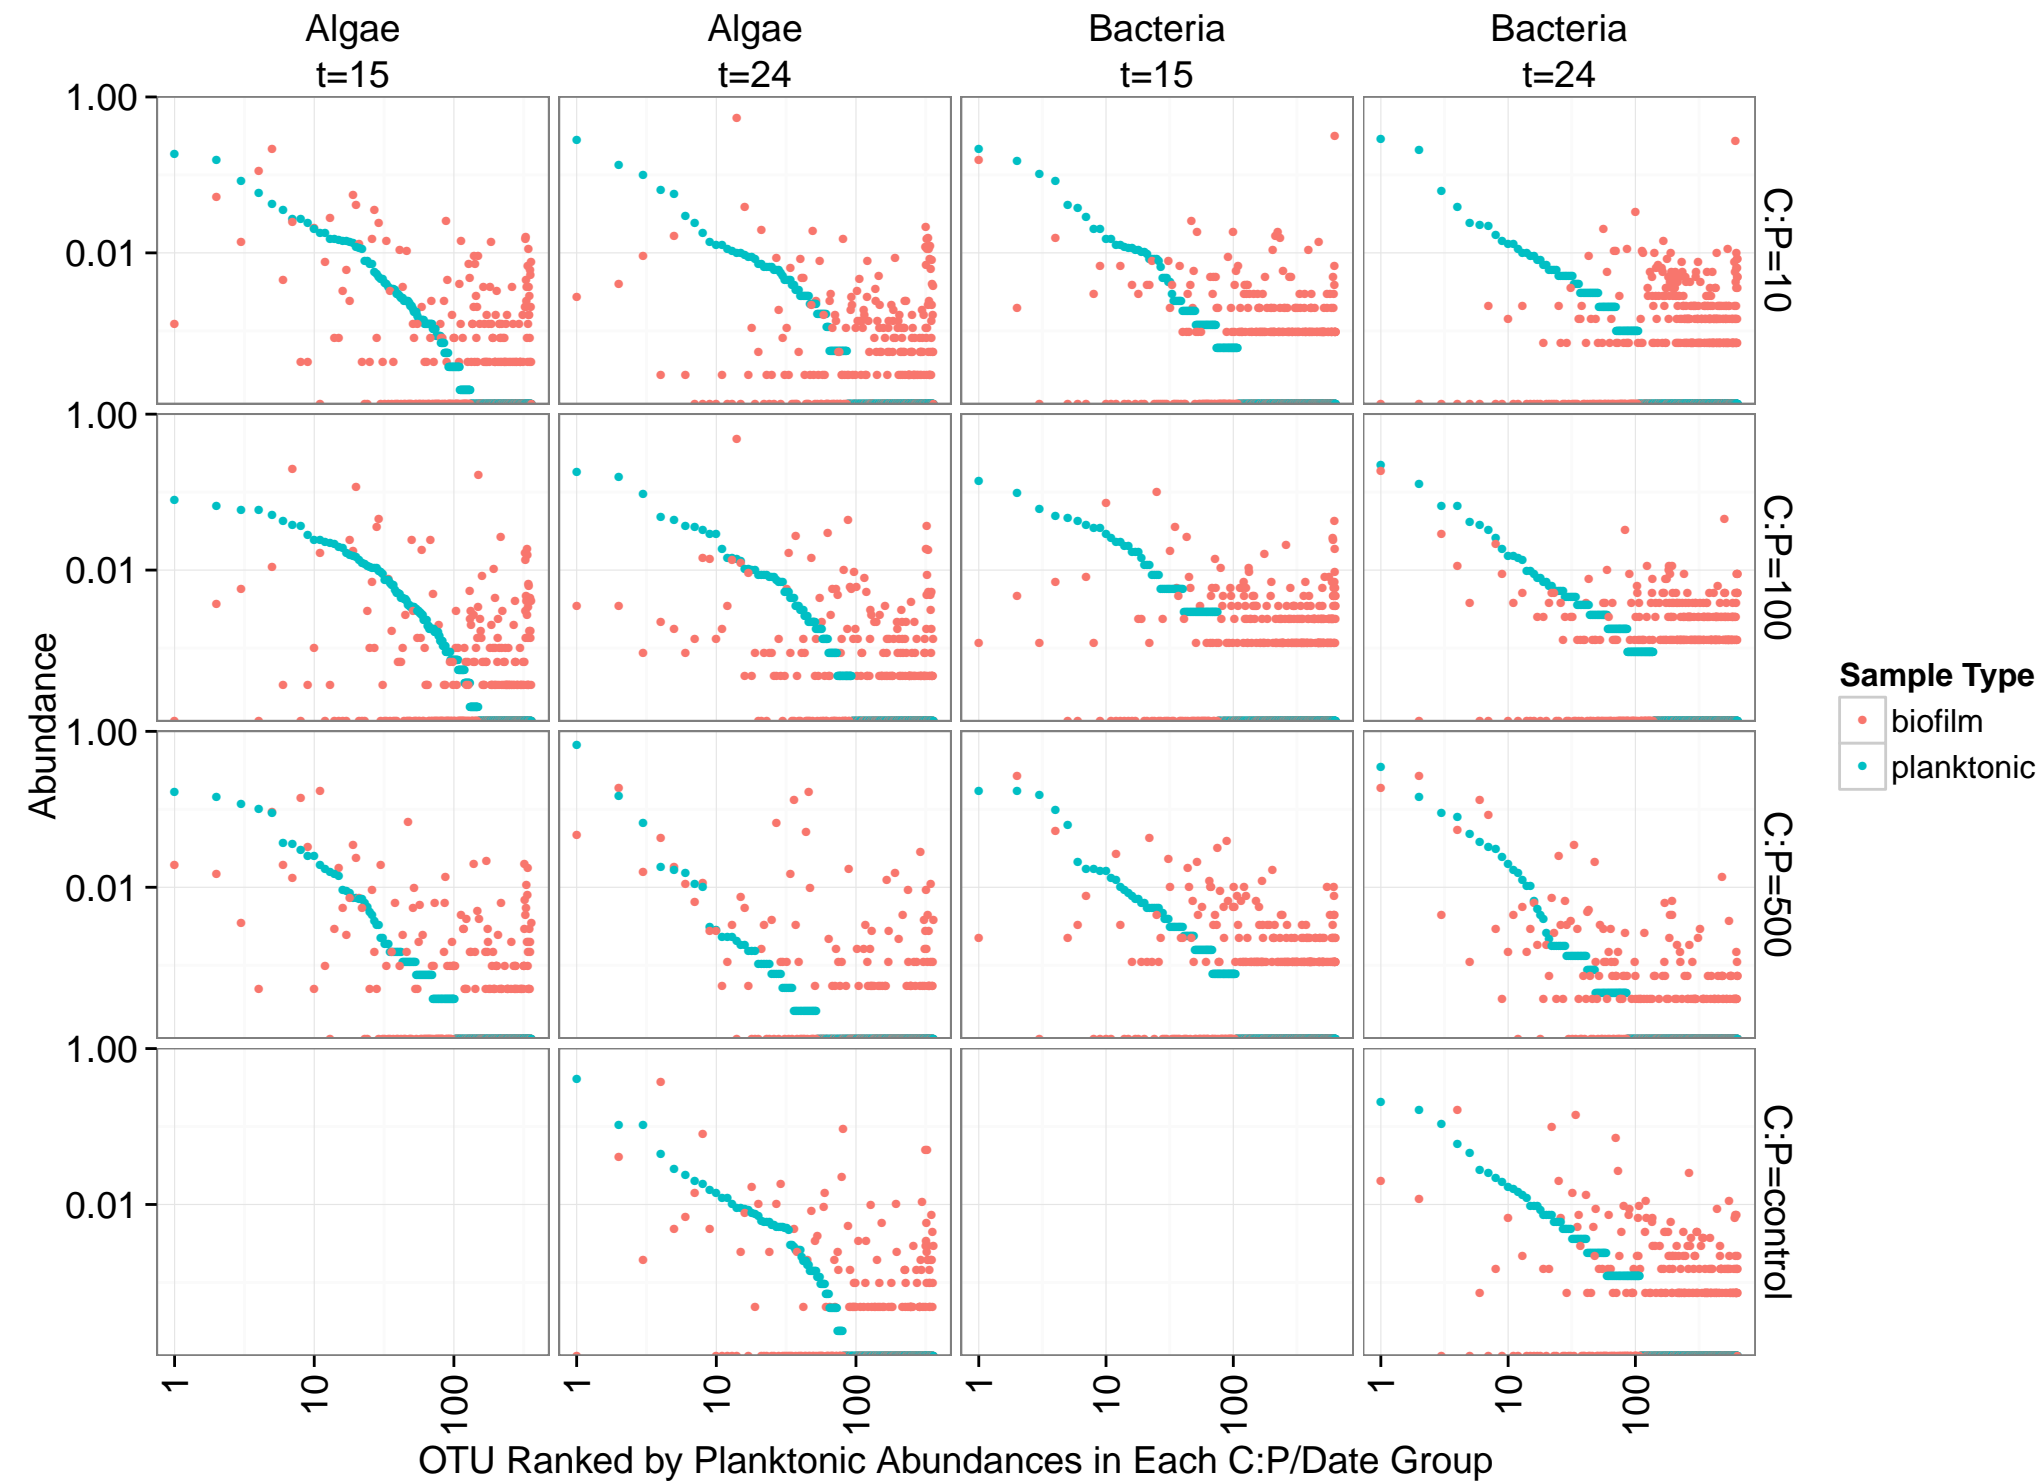 Algae
t=15
Algae
t=24
Bacteria
t=15
Bacteria
t=24
1.00
0.01
C:P=10
1.00
0.01
C:P=100
1.00
0.01
C:P=500
1.00
0.01
C:P=control
Abundance
1
10
100
1
10
100
1
10
100
1
10
100
OTU Ranked by Planktonic Abundances in Each C:P/Date Group
Sample Type
biofilm
planktonic